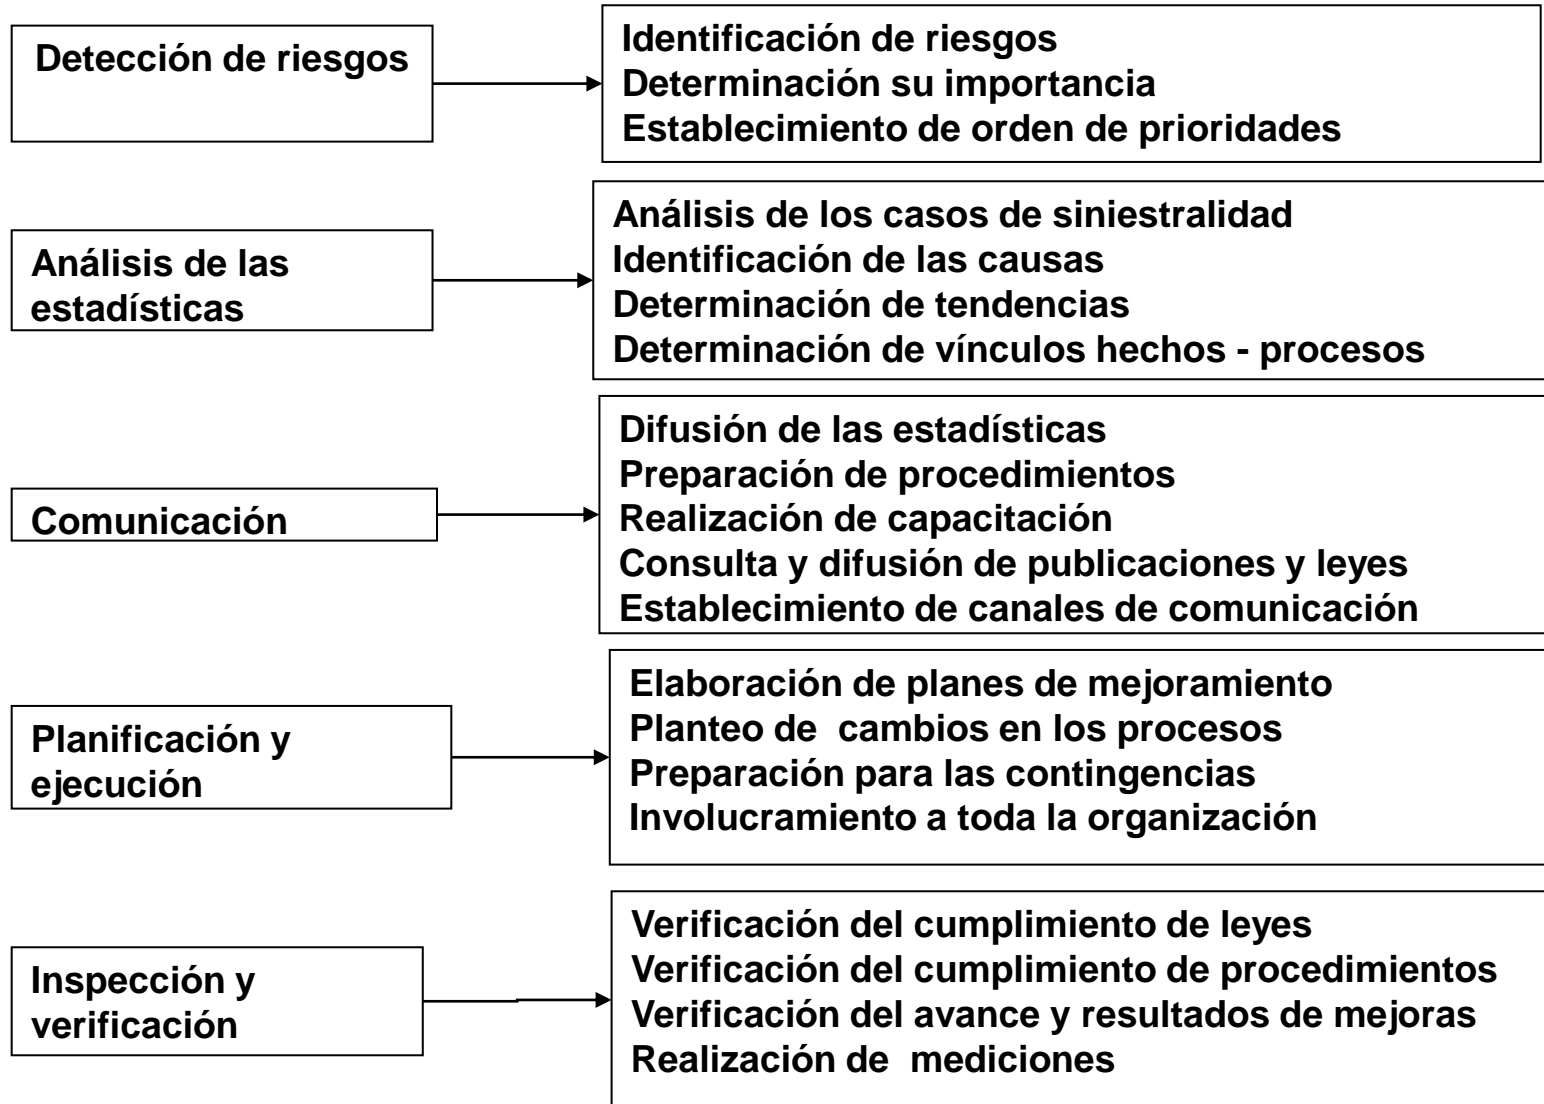 Detección de riesgos
Identificación de riesgos
Determinación su importancia
Establecimiento de orden de prioridades
Análisis de las
estadísticas
Análisis de los casos de siniestralidad
Identificación de las causas
Determinación de tendencias
Determinación de vínculos hechos - procesos
Comunicación
Difusión de las estadísticas
Preparación de procedimientos
Realización de capacitación
Consulta y difusión de publicaciones y leyes
Establecimiento de canales de comunicación
Planificación y
ejecución
Elaboración de planes de mejoramiento
Planteo de  cambios en los procesos
Preparación para las contingencias
Involucramiento a toda la organización
Inspección y
verificación
Verificación del cumplimiento de leyes
Verificación del cumplimiento de procedimientos
Verificación del avance y resultados de mejoras
Realización de  mediciones